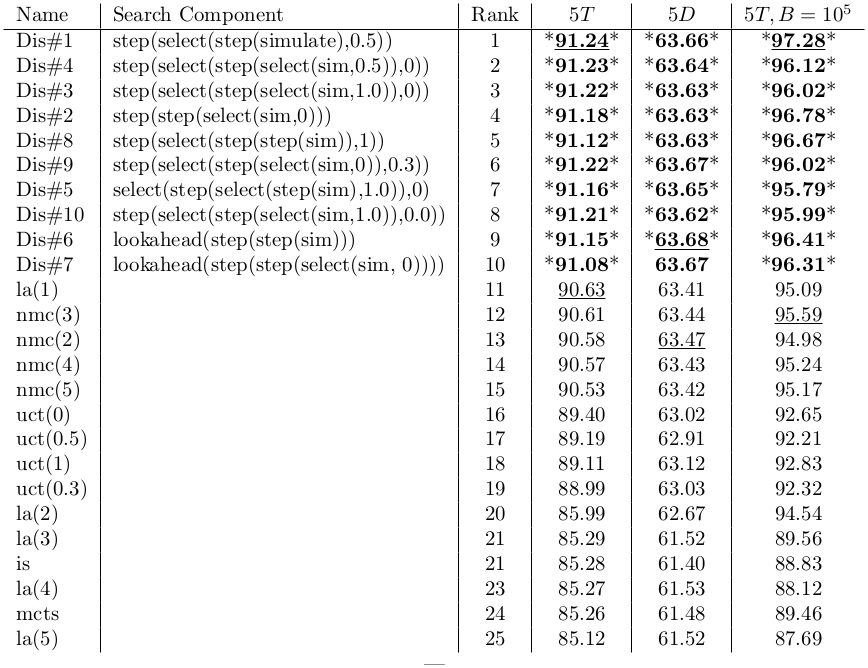 Name Search Component Rank 5T 5D 5T, B = 10⁵
Dis#1 step(select(step(simulate),0.5)) 1 *91.24* *63.66* *97.28*
Dis#4 step(select(step(select(sim,0.5)),0)) 2 *91.23* *63.64* *96.12*
Dis#3 step(select(step(select(sim,1.0)),0)) 3 *91.22* *63.63* *96.02*
Dis#2 step(step(select(sim,0))) 4 *91.18* *63.63* *96.78*
Dis#8 step(select(step(step(sim)),1)) 5 *91.12* *63.63* *96.67*
Dis#9 step(select(step(select(sim,0)),0.3)) 6 *91.22* *63.67* *96.02*
Dis#5 select(step(select(step(sim),1.0)),0) 7 *91.16* *63.65* *95.79*
Dis#10 step(select(step(select(sim,1.0)),0.0)) 8 *91.21* *63.62* *95.99*
Dis#6 lookahead(step(step(sim))) 9 *91.15* *63.68* *96.41*
Dis#7 lookahead(step(step(select(sim, 0)))) 10 *91.08* 63.67 *96.31*
la(1) 11 90.63 63.41 95.09
nmc(3) 12 90.61 63.44 95.59
nmc(2) 13 90.58 63.47 94.98
nmc(4) 14 90.57 63.43 95.24
nmc(5) 15 90.53 63.42 95.17
uct(0) 16 89.40 63.02 92.65
uct(0.5) 17 89.19 62.91 92.21
uct(1) 18 89.11 63.12 92.83
uct(0.3) 19 88.99 63.03 92.32
la(2) 20 85.99 62.67 94.54
la(3) 21 85.29 61.52 89.56
is 21 85.28 61.40 88.83
la(4) 23 85.27 61.53 88.12
mcts 24 85.26 61.48 89.46
la(5) 25 85.12 61.52 87.69